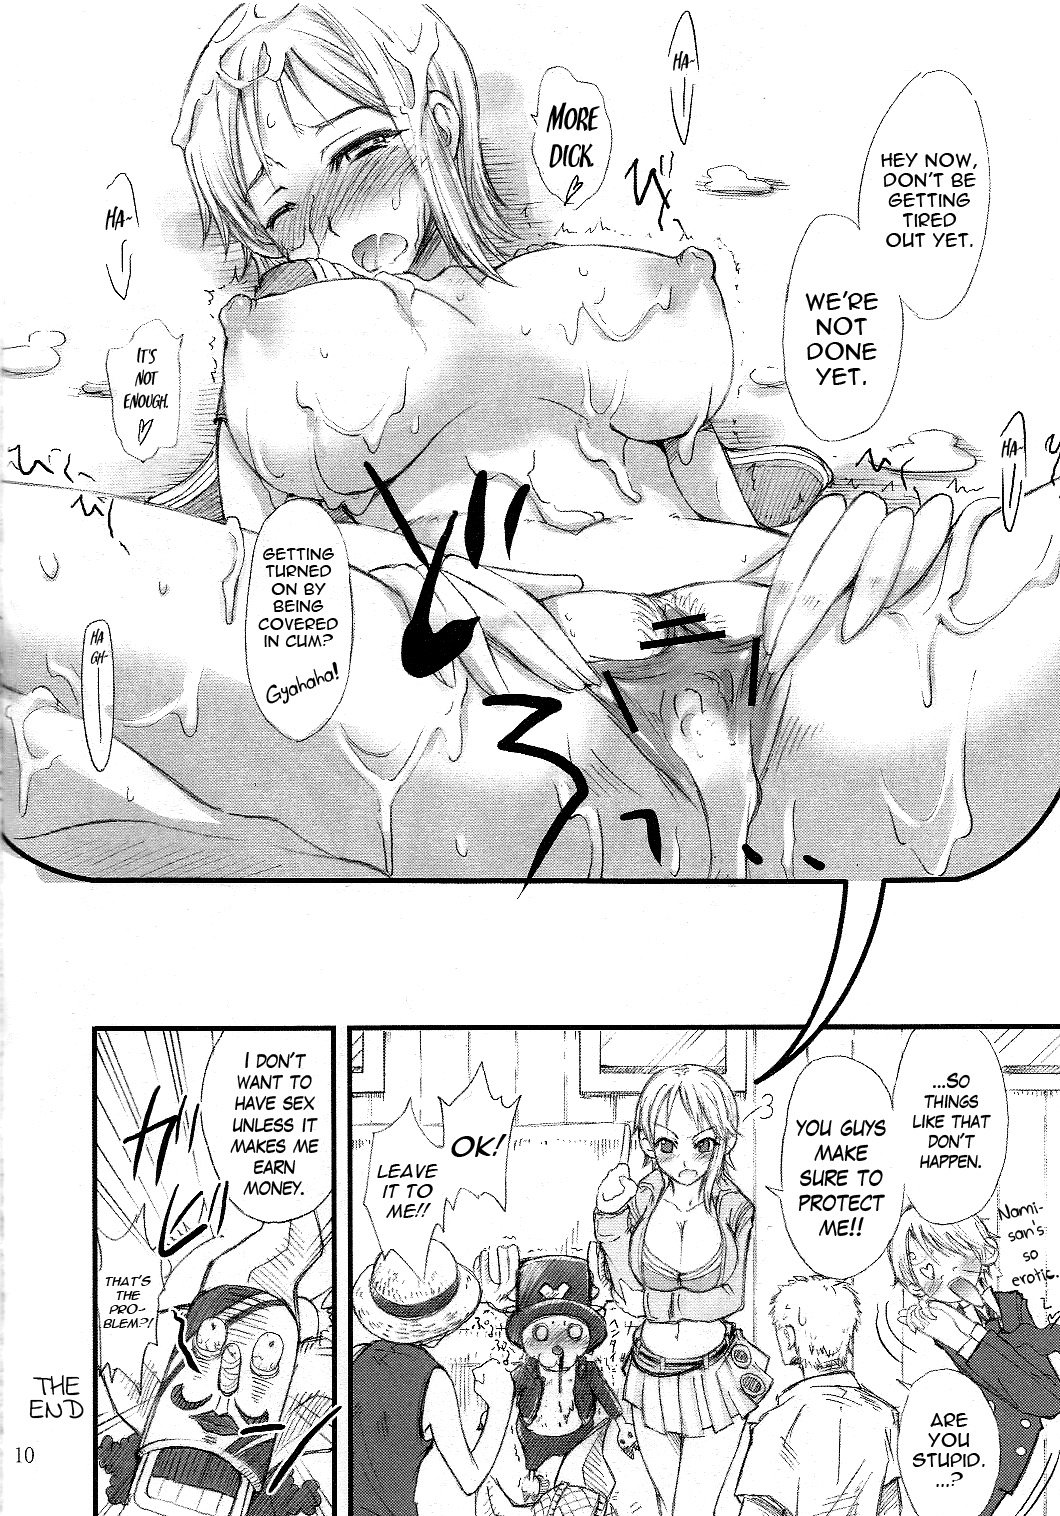 HEY NOW,
DON'T BE
GETTING
TIRED
OUT YET.
WE'RE
NOT
DONE
YET.
HA-
MORE
DICK
♡
HA-
HA-
IT'S
NOT
ENOUGH.
♡
GETTING
TURNED
ON BY
BEING
COVERED
IN CUM?
Gyahaha!
HA
GH-
...SO
THINGS
LIKE THAT
DON'T
HAPPEN.
YOU GUYS
MAKE
SURE TO
PROTECT
ME!!
Nami-
san's
so
erotic.
ARE
YOU
STUPID.
...?
OK!
LEAVE
IT TO
ME!!
I DON'T
WANT TO
HAVE SEX
UNLESS IT
MAKES ME
EARN
MONEY.
THAT'S
THE
PRO-
BLEM?!
THE
END
10